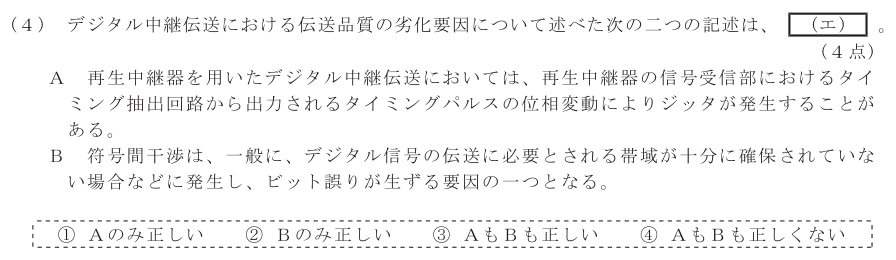 （４） デジタル中継伝送における伝送品質の劣化要因について述べた次の二つの記述は、 （エ） 。
（４点）
Ａ 再生中継器を用いたデジタル中継伝送においては、再生中継器の信号受信部におけるタイ
ミング抽出回路から出力されるタイミングパルスの位相変動によりジッタが発生することが
ある。
Ｂ 符号間干渉は、一般に、デジタル信号の伝送に必要とされる帯域が十分に確保されていな
い場合などに発生し、ビット誤りが生ずる要因の一つとなる。
① Ａのみ正しい ② Ｂのみ正しい ③ ＡもＢも正しい ④ ＡもＢも正しくない